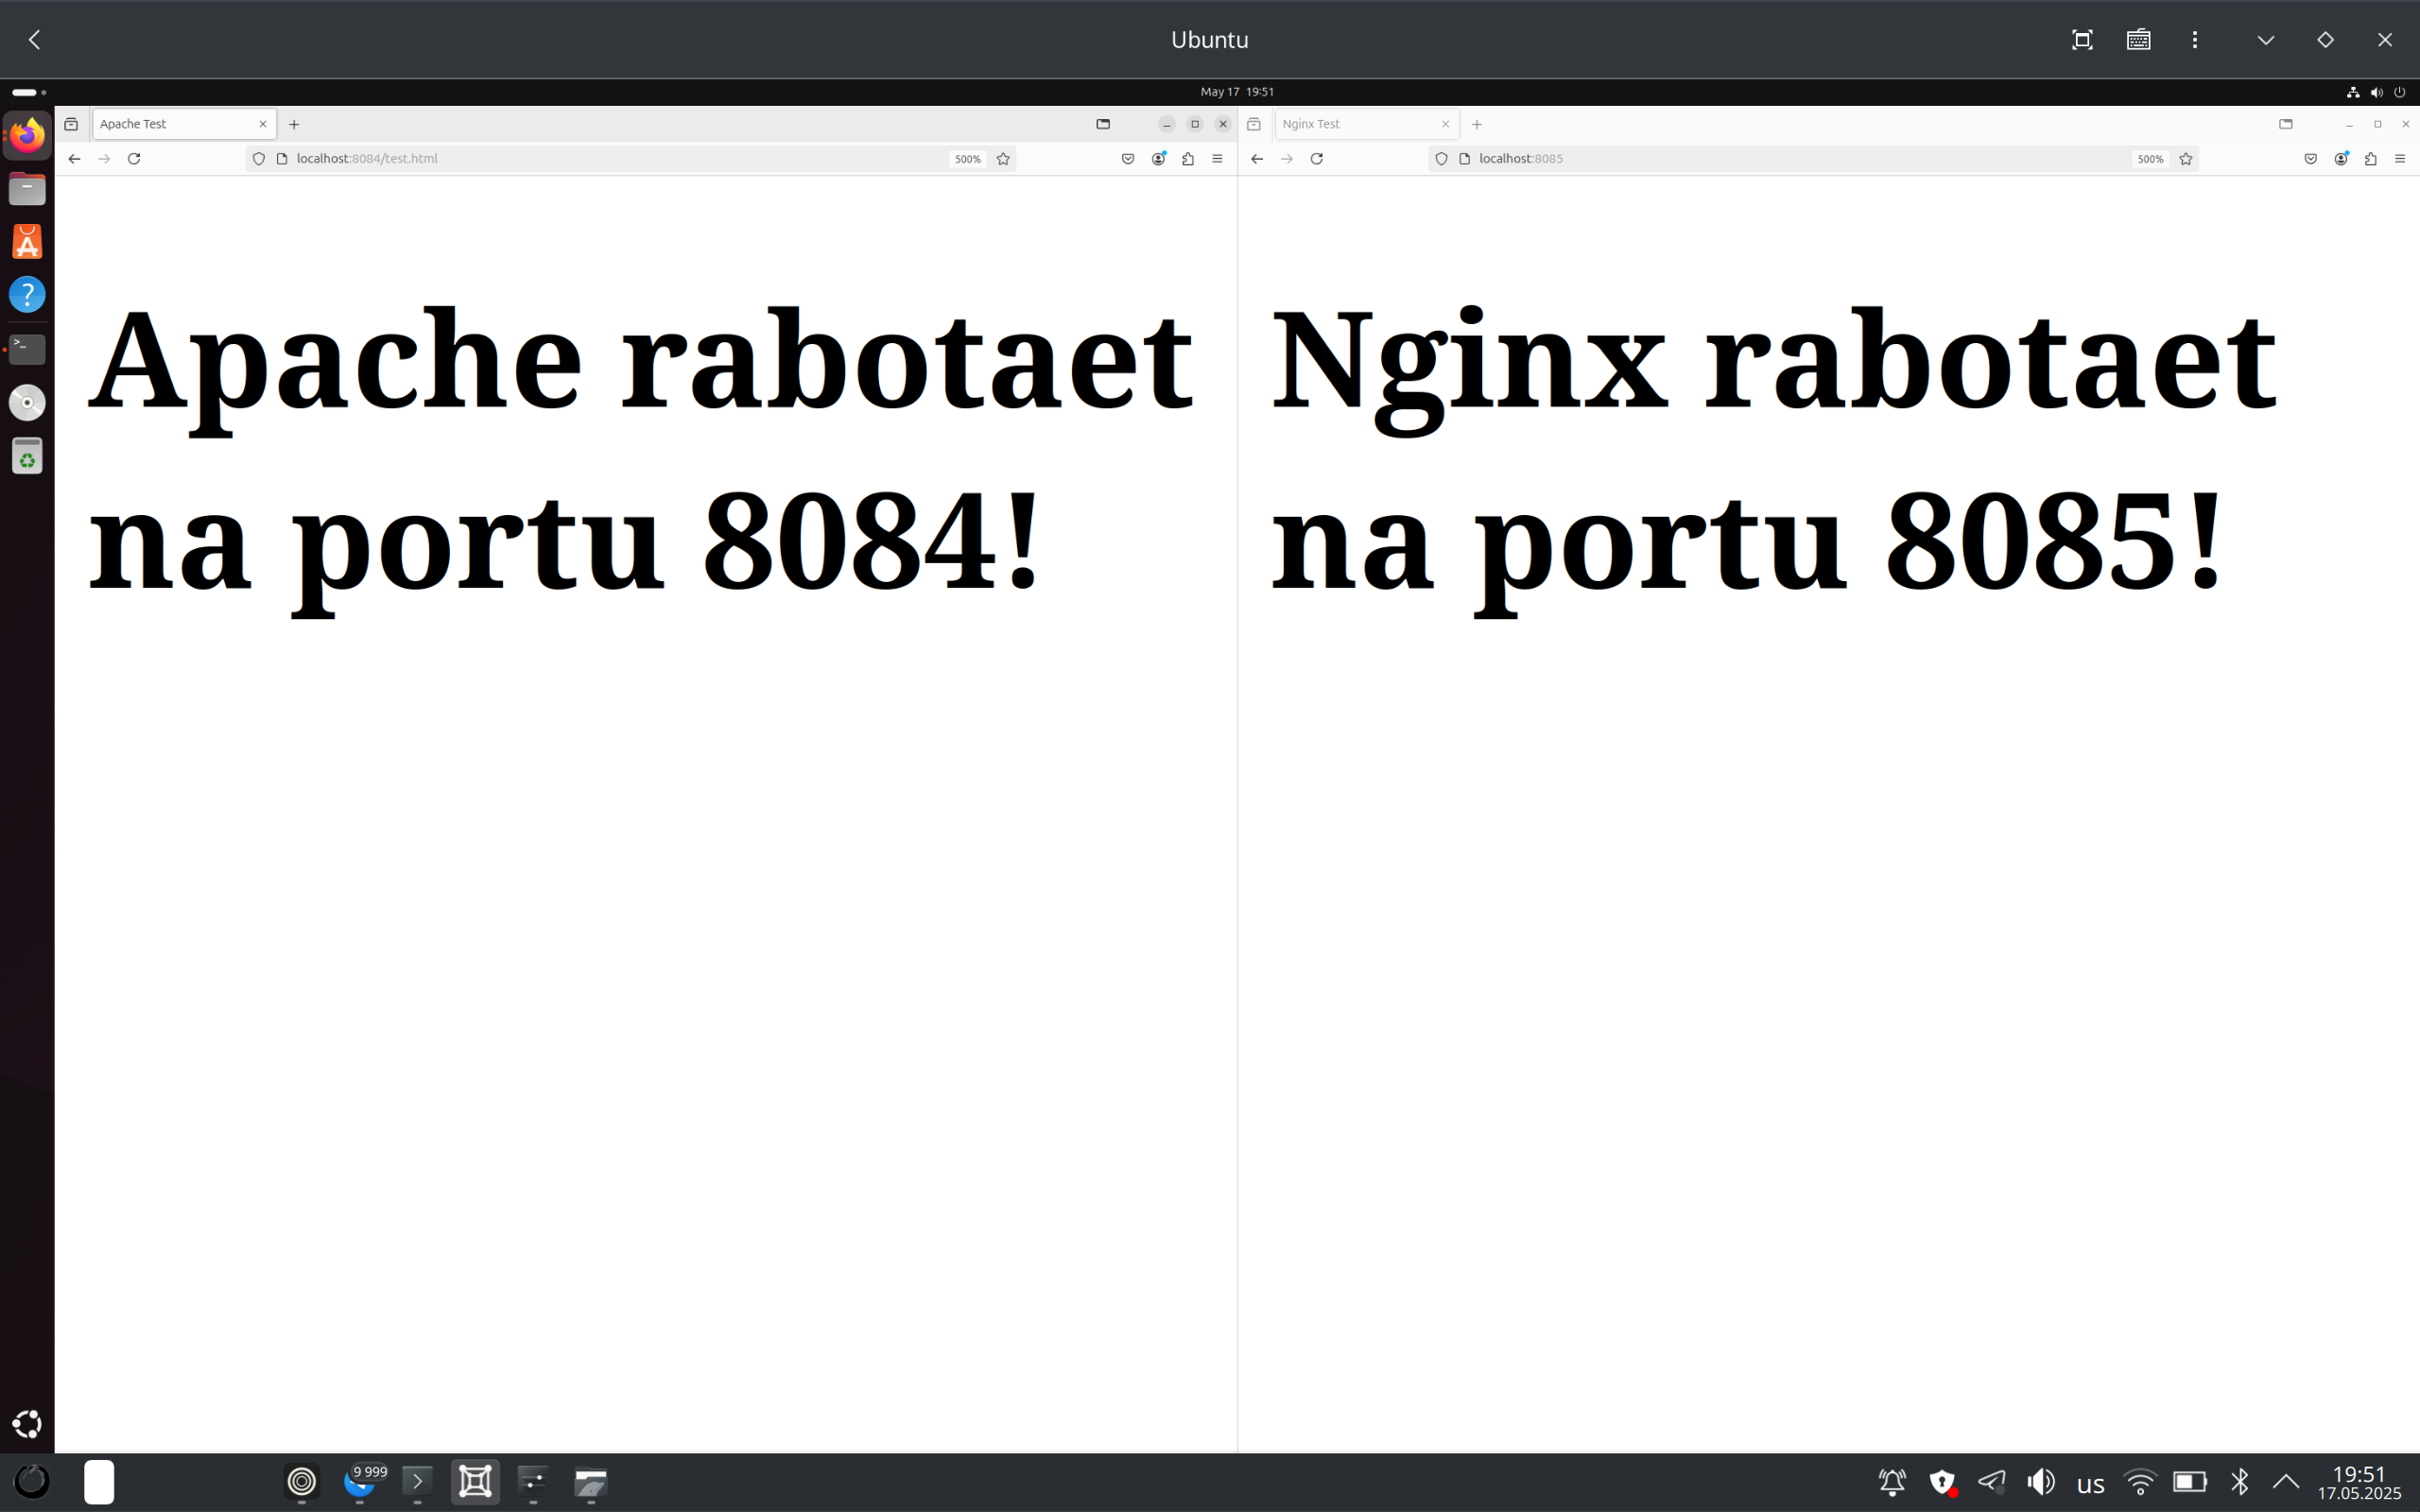 Ubuntu
May 17 19:51
Apache Test
localhost:8084/test.html
500%
Apache rabotaet
na portu 8084!
Nginx Test
localhost:8085
500%
Nginx rabotaet
na portu 8085!
9 999
us
19:51
17.05.2025